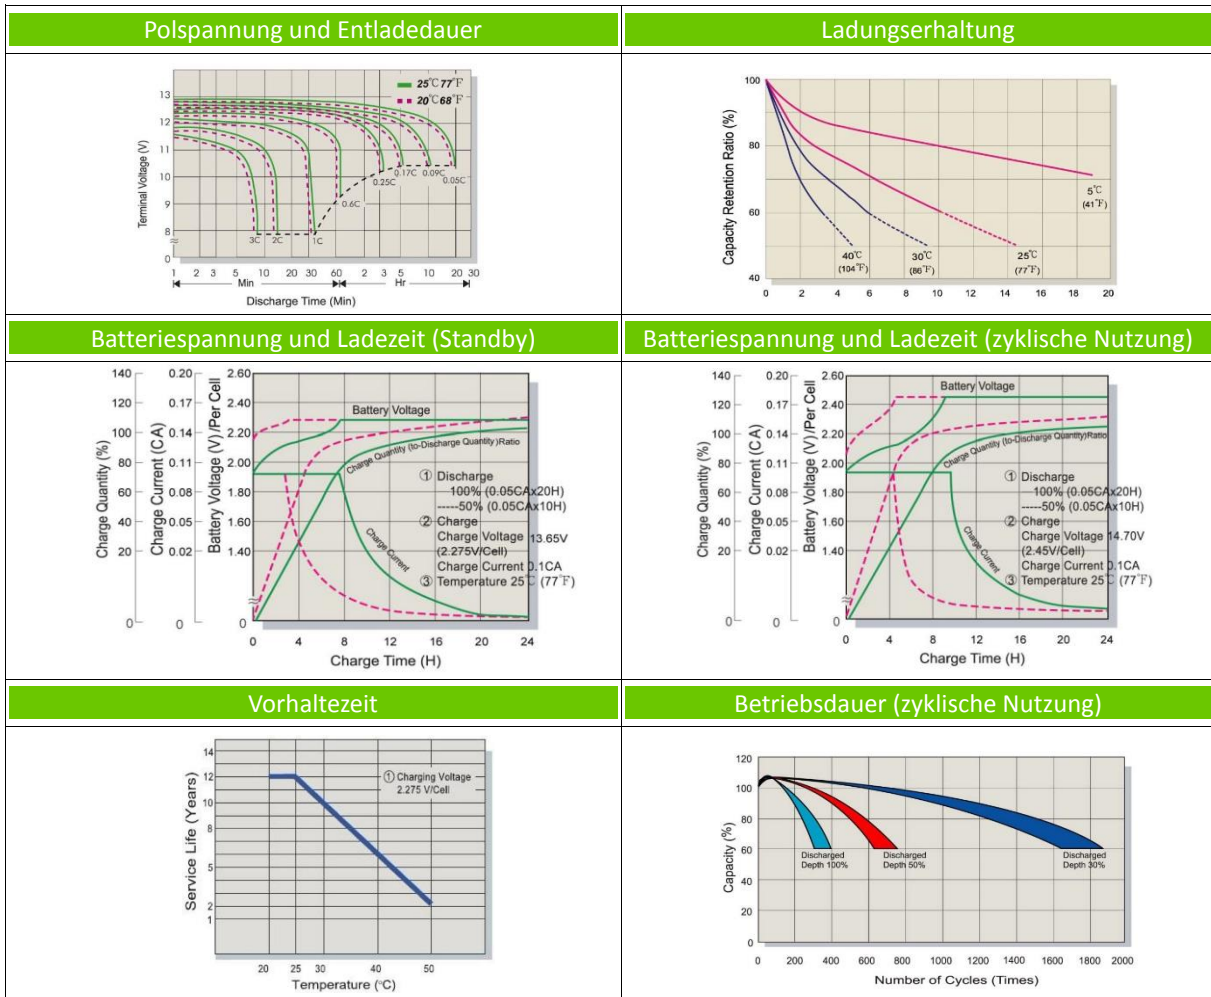 Polspannung und Entladedauer
Ladungserhaltung
25℃ 77℉
20℃ 68℉
Terminal Voltage (V)
13
12
11
10
9
8
0
3C
2C
1C
0.6C
0.25C
0.17C
0.09C
0.05C
1 2 3 5 10 20 30 60 2 3 5 10 20 30
Min
Hr
Discharge Time (Min)
Capacity Retention Ratio (%)
100
80
60
40
5℃
(41℉)
40℃
(104℉)
30℃
(86℉)
25℃
(77℉)
0 2 4 6 8 10 12 14 16 18 20
Batteriespannung und Ladezeit (Standby)
Batteriespannung und Ladezeit (zyklische Nutzung)
Charge Quantity (%)
140
120
100
80
60
40
20
0
Charge Current (CA)
0.20
0.17
0.14
0.11
0.08
0.05
0.02
0
Battery Voltage (V) /Per Cell
2.60
2.40
2.20
2.00
1.80
1.60
1.40
0
Battery Voltage
Charge Quantity (to-Discharge Quantity)Ratio
① Discharge
100% (0.05CAx20H)
-----50% (0.05CAx10H)
② Charge
Charge Voltage 13.65V
(2.275V/Cell)
Charge Current 0.1CA
③ Temperature 25℃ (77℉)
Charge Current
0 4 8 12 16 20 24
Charge Time (H)
Charge Quantity (%)
140
120
100
80
60
40
20
0
Charge Current (CA)
0.20
0.17
0.14
0.11
0.08
0.05
0.02
0
Battery Voltage (V) /Per Cell
2.60
2.40
2.20
2.00
1.80
1.60
1.40
0
Battery Voltage
Charge Quantity (to-Discharge Quantity)Ratio
① Discharge
100% (0.05CAx20H)
-----50% (0.05CAx10H)
② Charge
Charge Voltage 14.70V
(2.45V/Cell)
Charge Current 0.1CA
③ Temperature 25℃ (77℉)
Charge Current
0 4 8 12 16 20 24
Charge Time (H)
Vorhaltezeit
Betriebsdauer (zyklische Nutzung)
Service Life (Years)
14
12
10
8
5
2
1
① Charging Voltage
2.275 V/Cell
20 25 30 40 50
Temperature (°C)
Capacity (%)
120
100
80
60
40
20
0
Discharged
Depth 100%
Discharged
Depth 50%
Discharged
Depth 30%
0 200 400 600 800 1000 1200 1400 1600 1800 2000
Number of Cycles (Times)